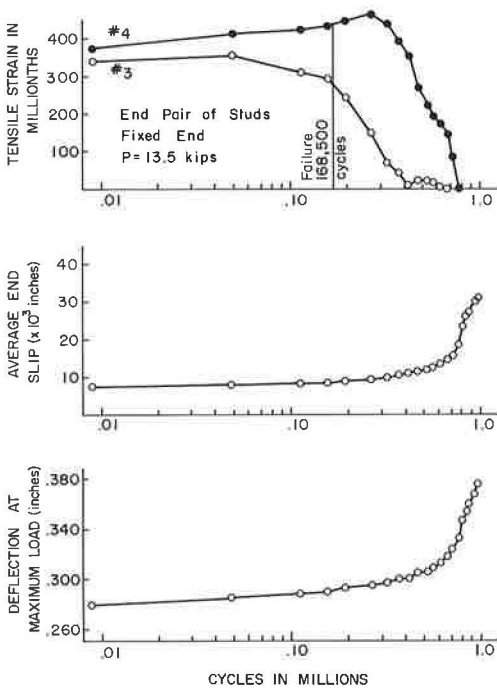 TENSILE STRAIN IN
MILLIONTHS
400
300
200
100
#4
#3
End Pair of Studs
Fixed End
P=13.5 kips
Failure
168,500
cycles
.01
.10
1.0
AVERAGE END
SLIP (x10³ inches)
40
30
20
10
.01
.10
1.0
DEFLECTION AT
MAXIMUM LOAD (inches)
.380
.340
.300
.260
.01
.10
1.0
CYCLES IN MILLIONS